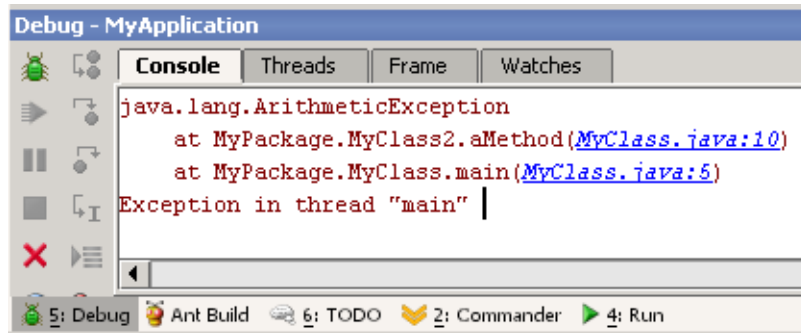 Debug - MyApplication
Console Threads Frame Watches
java.lang.ArithmeticException
at MyPackage.MyClass2.aMethod(MyClass.java:10)
at MyPackage.MyClass.main(MyClass.java:6)
Exception in thread "main"
5: Debug Ant Build 6: TODO 2: Commander 4: Run